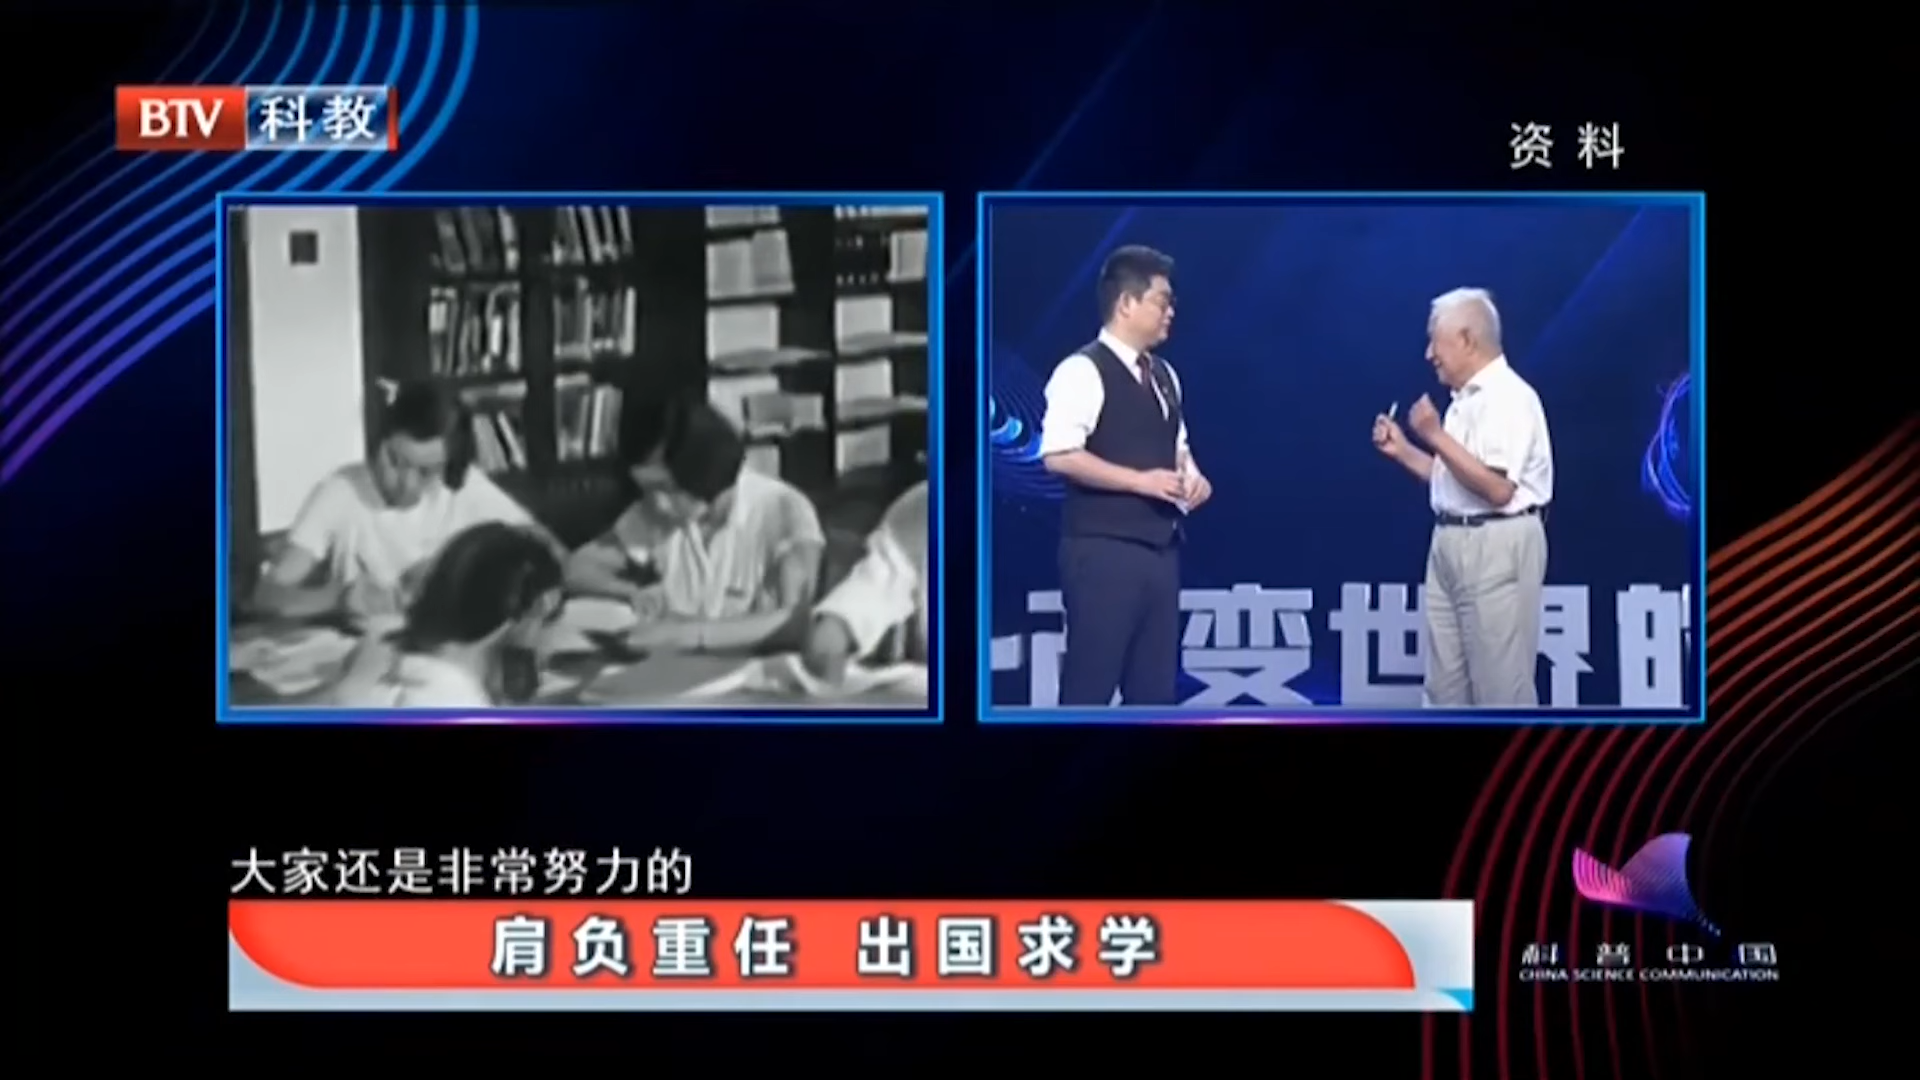 BTV 科教
资料
变世界的
大家还是非常努力的
肩负重任 出国求学
科普中国
CHINA SCIENCE COMMUNICATION